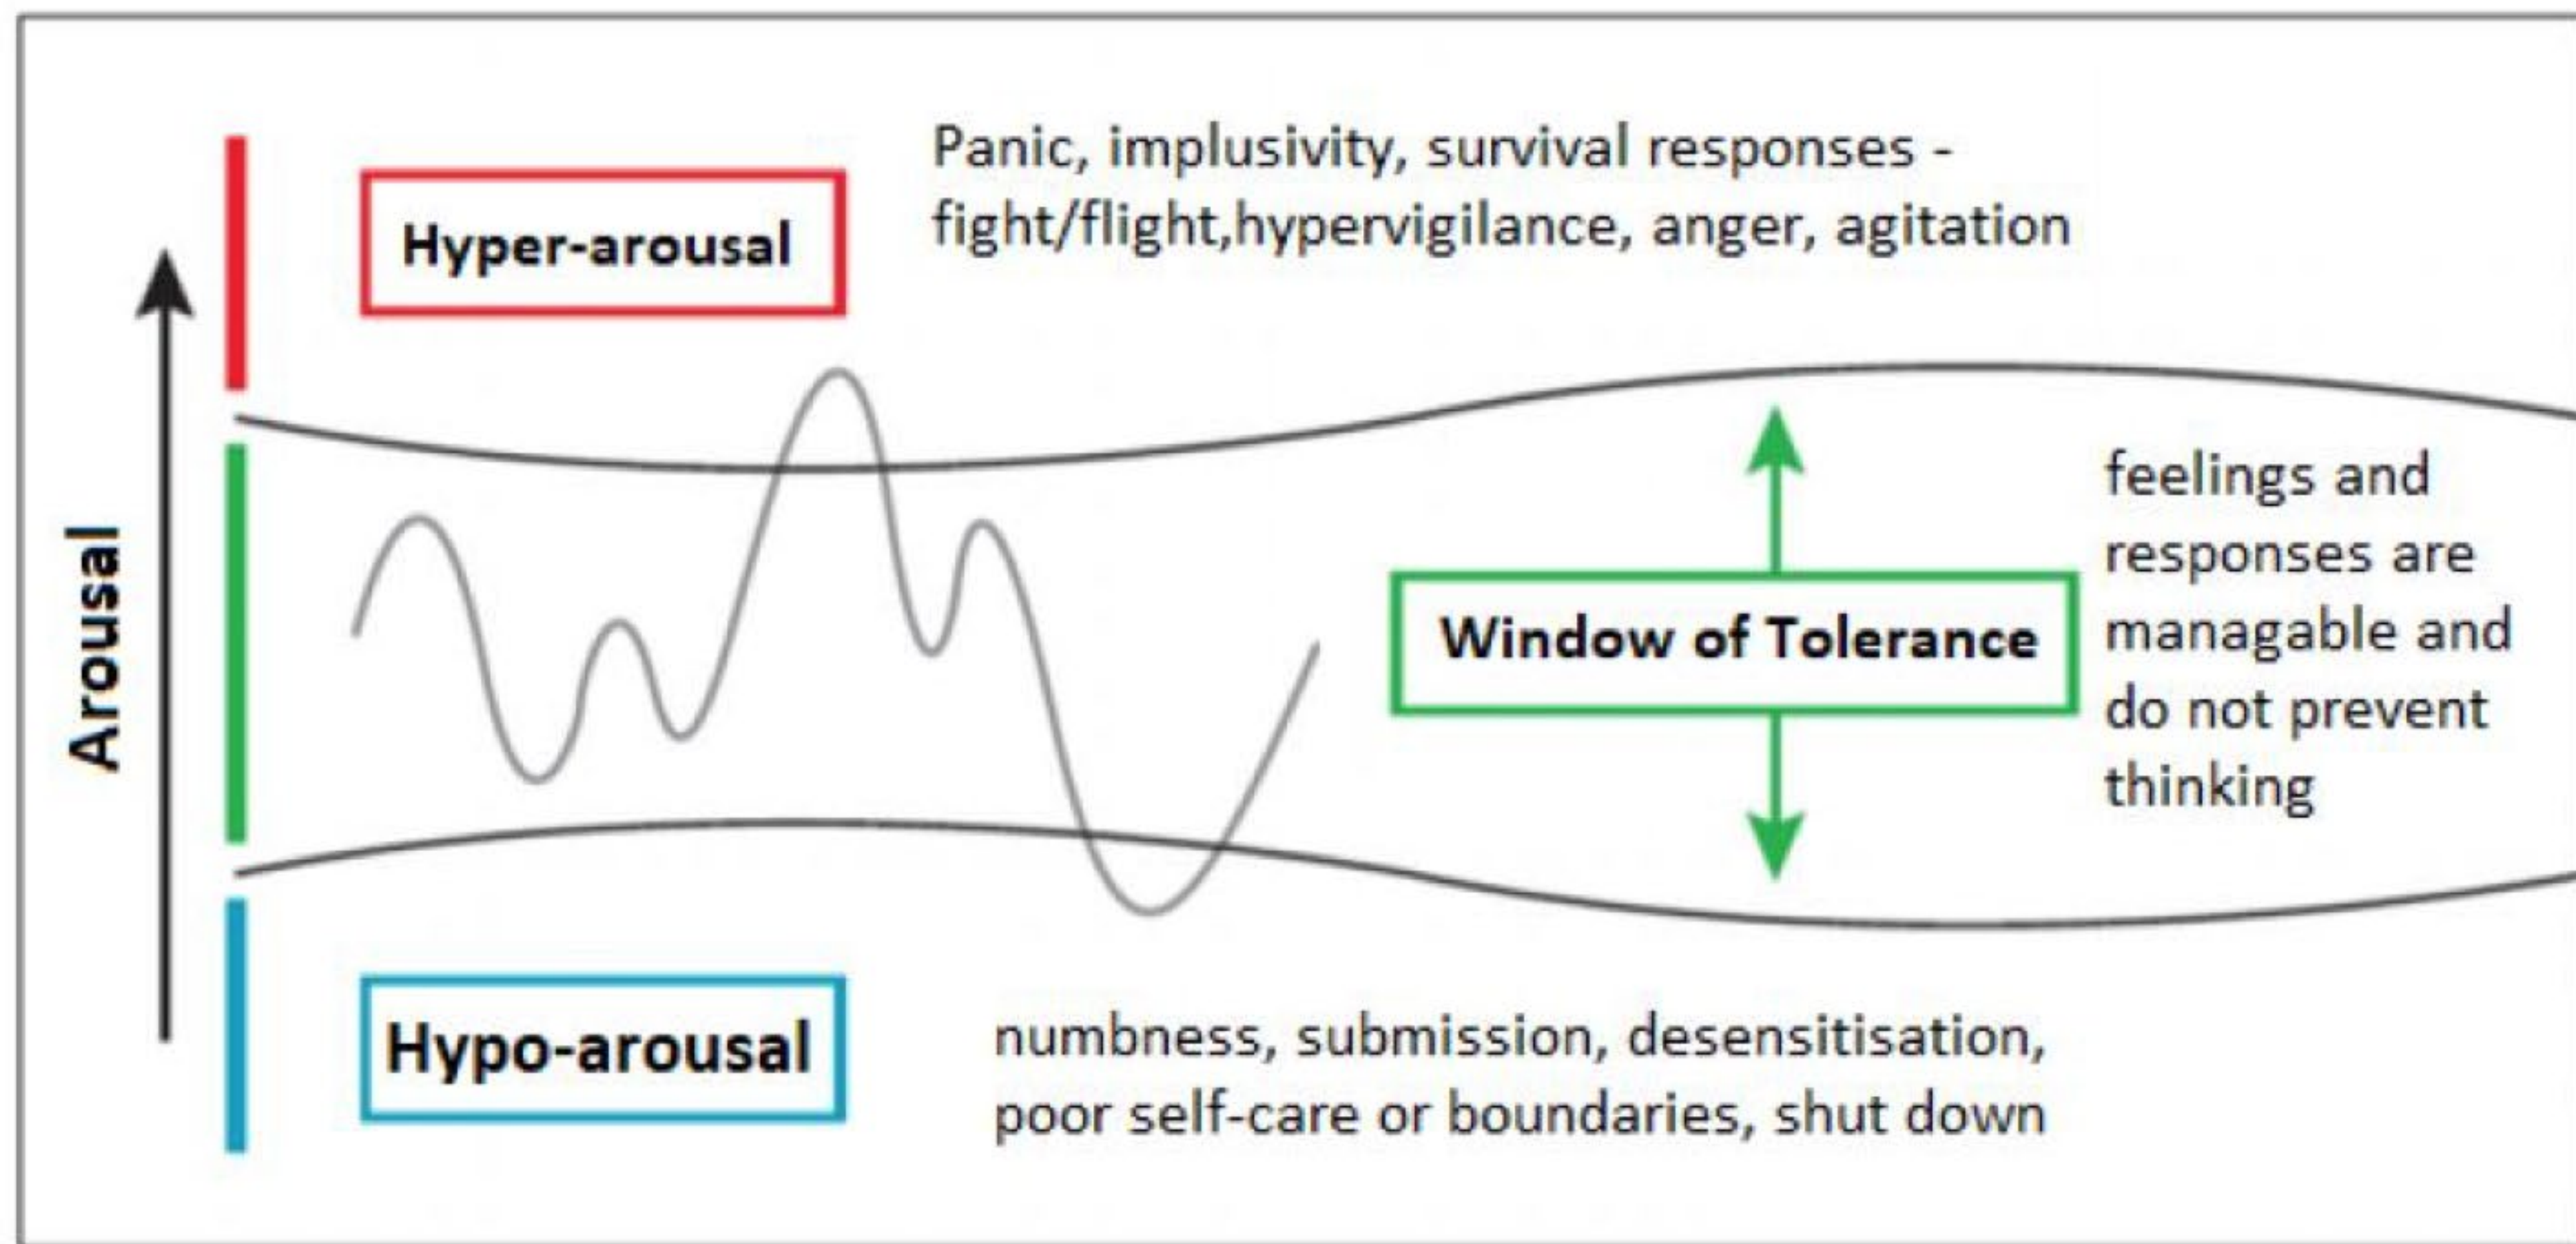 Panic, implusivity, survival responses -
fight/flight,hypervigilance, anger, agitation
Hyper-arousal
Arousal
Window of Tolerance
feelings and
responses are
managable and
do not prevent
thinking
Hypo-arousal
numbness, submission, desensitisation,
poor self-care or boundaries, shut down